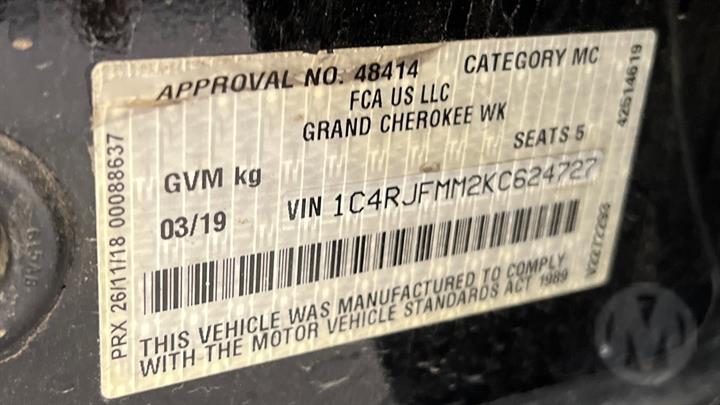 APPROVAL NO. 48414 CATEGORY MC
FCA US LLC
GRAND CHEROKEE WK
SEATS 5
GVM kg
03/19 VIN 1C4RJFMM2KC624727
THIS VEHICLE WAS MANUFACTURED TO COMPLY
WITH THE MOTOR VEHICLE STANDARDS ACT 1989
PRX 26/11/18 00088637
42514619
V2272293
M